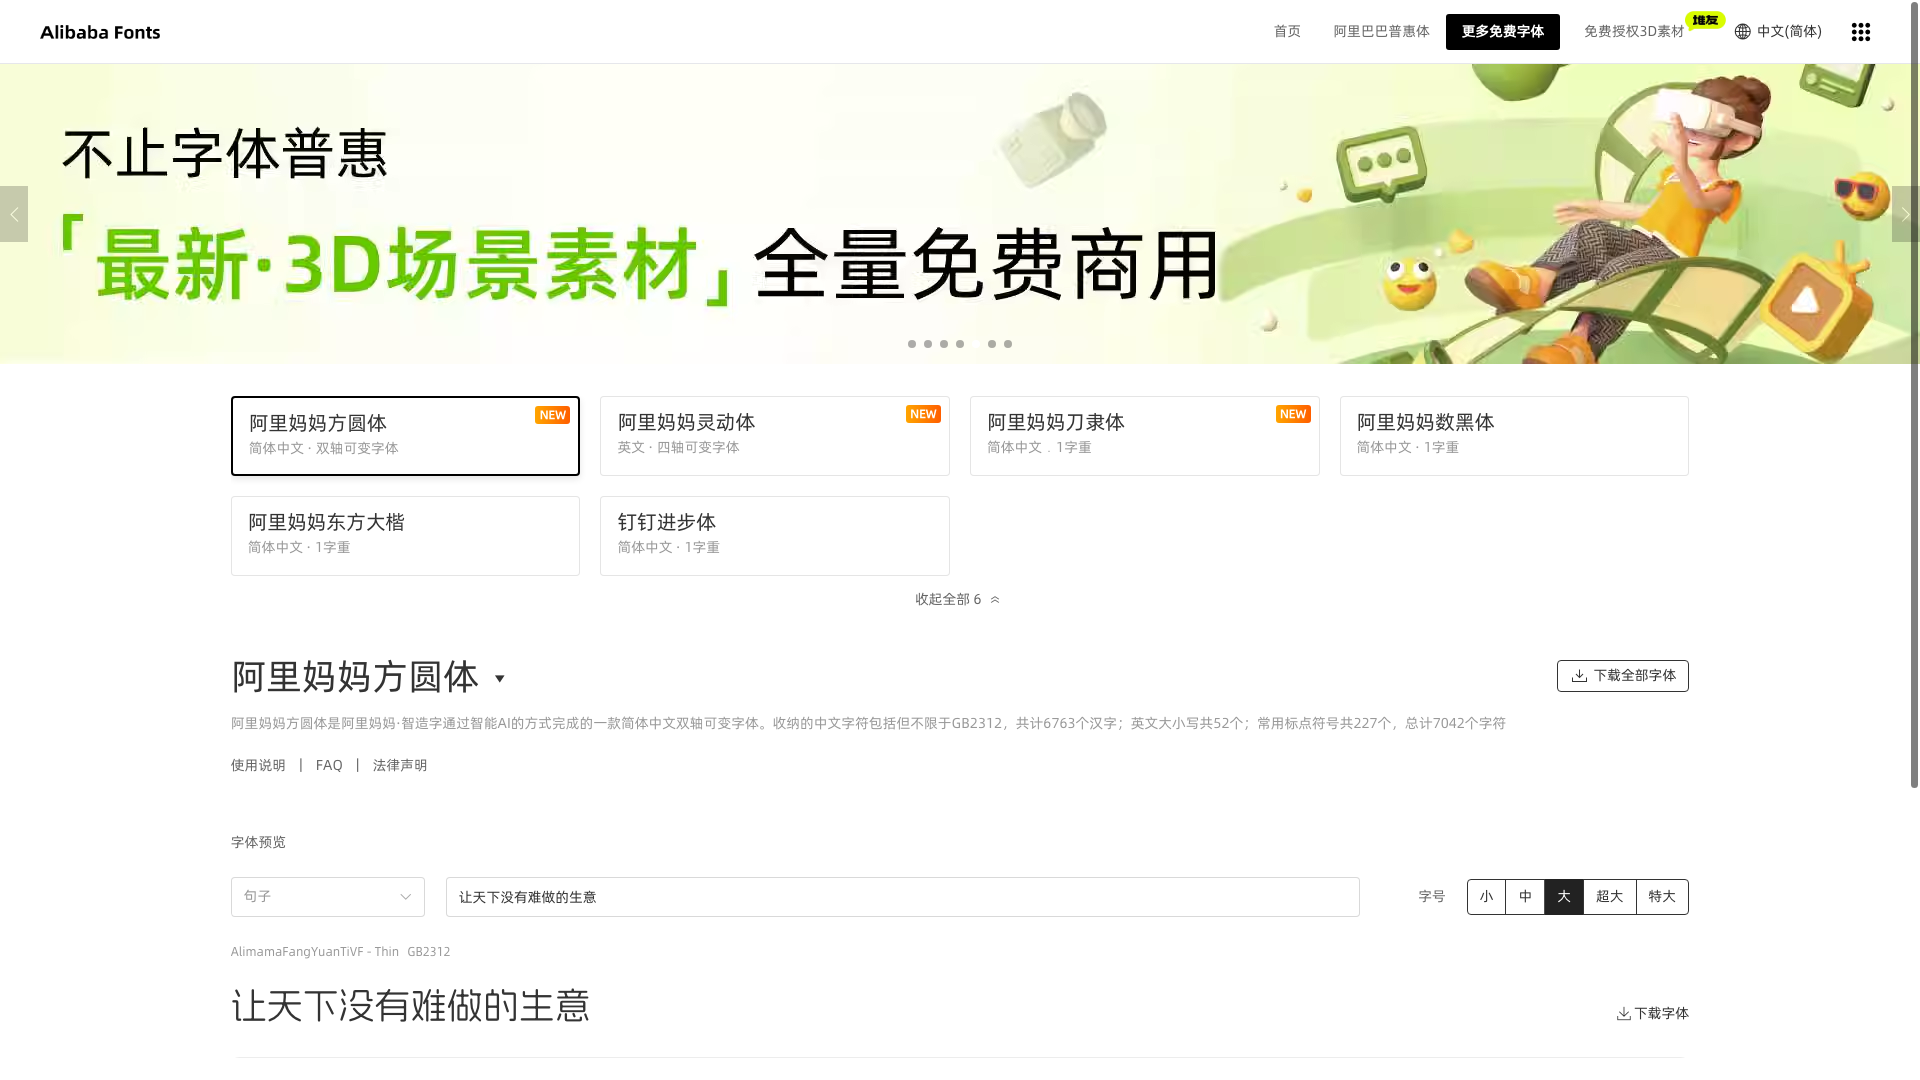 Alibaba Fonts
首页
阿里巴巴普惠体
更多免费字体
免费授权3D素材
堆友
中文(简体)
不止字体普惠
「最新·3D场景素材」全量免费商用
阿里妈妈方圆体
NEW
简体中文 · 双轴可变字体
阿里妈妈灵动体
NEW
英文 · 四轴可变字体
阿里妈妈刀隶体
NEW
简体中文 . 1字重
阿里妈妈数黑体
简体中文 · 1字重
阿里妈妈东方大楷
简体中文 · 1字重
钉钉进步体
简体中文 · 1字重
收起全部 6
阿里妈妈方圆体
下载全部字体
阿里妈妈方圆体是阿里妈妈·智造字通过智能AI的方式完成的一款简体中文双轴可变字体。收纳的中文字符包括但不限于GB2312，共计6763个汉字；英文大小写共52个；常用标点符号共227个，总计7042个字符
使用说明 | FAQ | 法律声明
字体预览
句子
让天下没有难做的生意
字号
小 中 大 超大 特大
AlimamaFangYuanTiVF - Thin GB2312
让天下没有难做的生意
下载字体